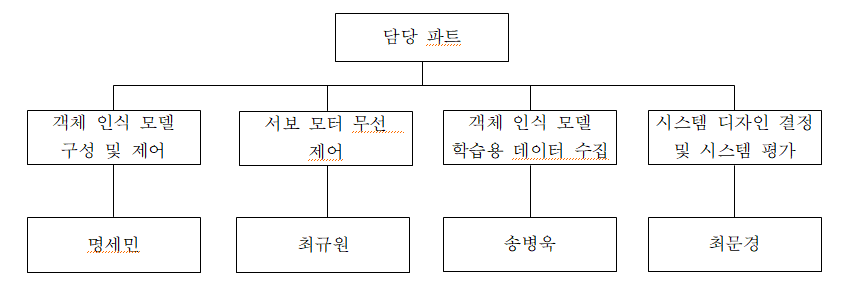 담당 파트
객체 인식 모델
구성 및 제어
서보 모터 무선
제어
객체 인식 모델
학습용 데이터 수집
시스템 디자인 결정
및 시스템 평가
명세민
최규원
송병욱
최문경